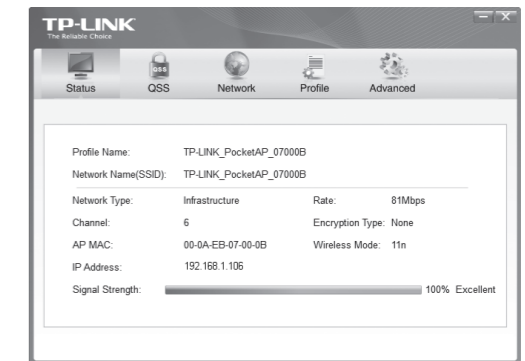 TP-LINK
The Reliable Choice
QSS
Status QSS Network Profile Advanced
Profile Name: TP-LINK_PocketAP_07000B
Network Name(SSID): TP-LINK_PocketAP_07000B
Network Type: Infrastructure Rate: 81Mbps
Channel: 6 Encryption Type: None
AP MAC: 00-0A-EB-07-00-0B Wireless Mode: 11n
IP Address: 192.168.1.106
Signal Strength: 100% Excellent